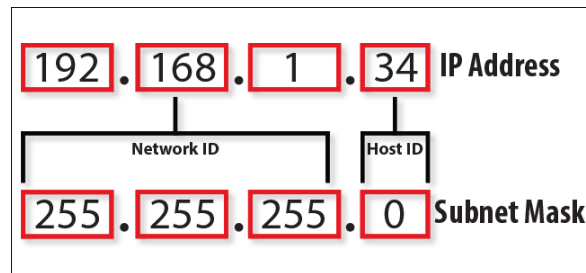 192.168.1.34 IP Address
Network ID Host ID
255.255.255.0 Subnet Mask